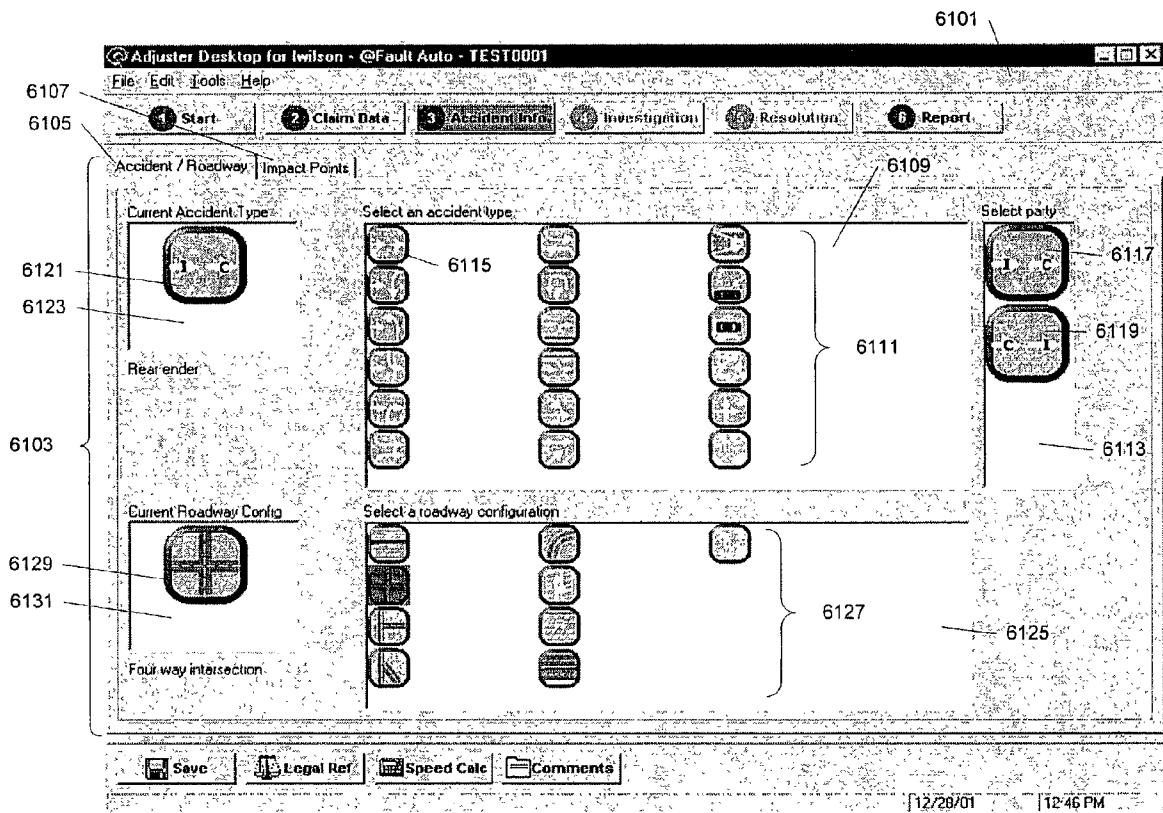 6101
Adjuster Desktop for lwilson - @Fault Auto - TEST0001
File Edit Tools Help
6107
6105
1 Start 2 Claim Data 3 Accident Info. 4 Investigation 5 Resolution 6 Report
Accident / Roadway Impact Points
6109
Current Accident Type Select an accident type Select party
6121 I C 6115 I C 6117
6123
6111
C I 6119
Rear ender
6103
6113
Current Roadway Config Select a roadway configuration
6129
6131
6127
6125
Four way intersection
Save Legal Ref Speed Calc Comments
12/28/01 12:46 PM